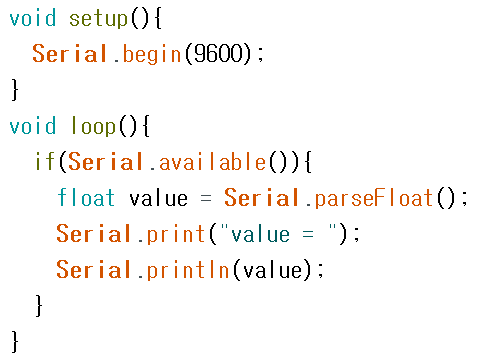 void setup(){
  Serial.begin(9600);
}
void loop(){
  if(Serial.available()){
    float value = Serial.parseFloat();
    Serial.print("value = ");
    Serial.println(value);
  }
}